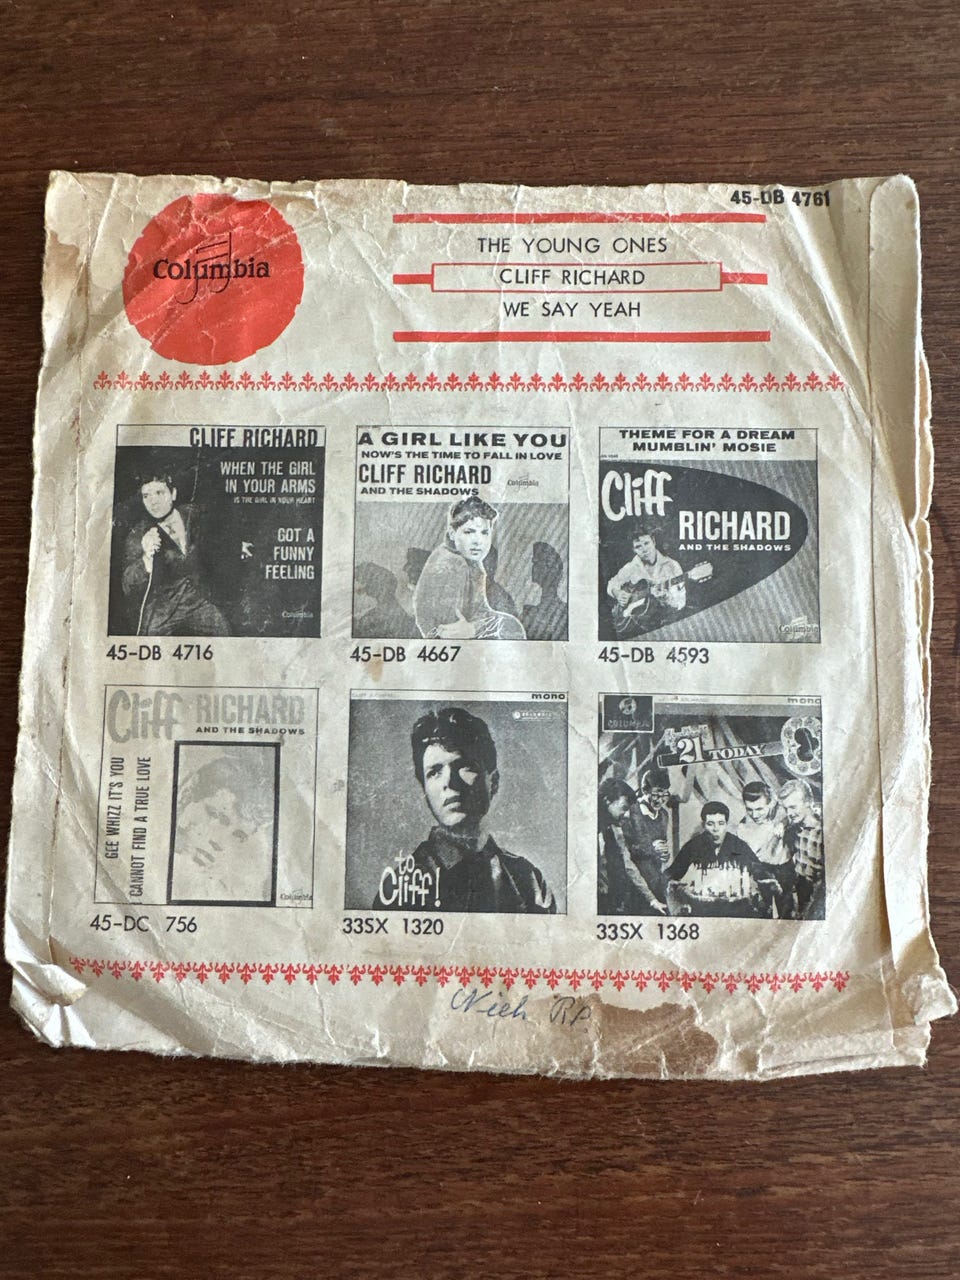 45-DB 4761
Columbia
THE YOUNG ONES
CLIFF RICHARD
WE SAY YEAH
CLIFF RICHARD
WHEN THE GIRL
IN YOUR ARMS
IS THE GIRL IN YOUR HEART
GOT A
FUNNY
FEELING
Columbia
45-DB 4716
A GIRL LIKE YOU
NOW'S THE TIME TO FALL IN LOVE
CLIFF RICHARD
AND THE SHADOWS
Columbia
45-DB 4667
THEME FOR A DREAM
MUMBLIN' MOSIE
Cliff
RICHARD
AND THE SHADOWS
Columbia
45-DB 4593
Cliff RICHARD
AND THE SHADOWS
GEE WHIZZ IT'S YOU
I CANNOT FIND A TRUE LOVE
Columbia
45-DC 756
mono
COLUMBIA
to
Cliff!
33SX 1320
mono
COLUMBIA
21 TODAY
33SX 1368